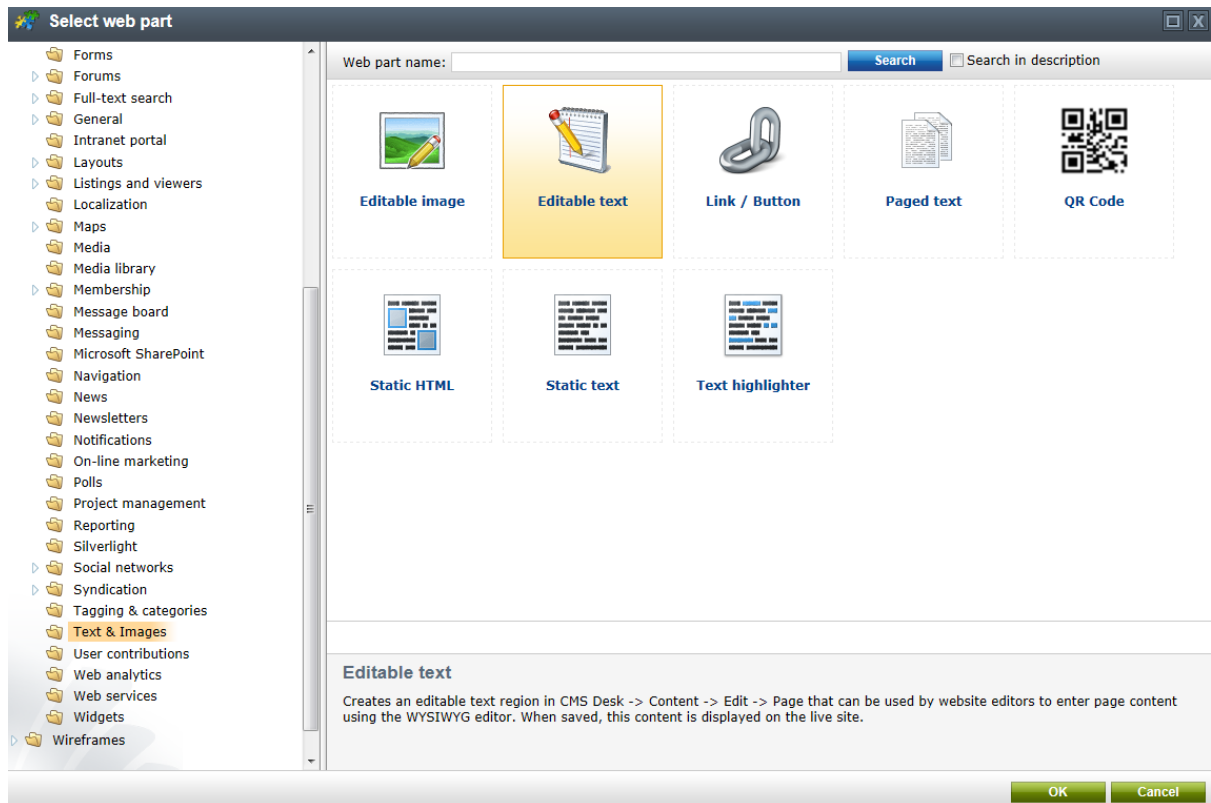 Select web part
Forms
Forums
Full-text search
General
Intranet portal
Layouts
Listings and viewers
Localization
Maps
Media
Media library
Membership
Message board
Messaging
Microsoft SharePoint
Navigation
News
Newsletters
Notifications
On-line marketing
Polls
Project management
Reporting
Silverlight
Social networks
Syndication
Tagging & categories
Text & Images
User contributions
Web analytics
Web services
Widgets
Wireframes
Web part name: Search Search in description
Editable image Editable text Link / Button Paged text QR Code
Static HTML Static text Text highlighter
Editable text
Creates an editable text region in CMS Desk -> Content -> Edit -> Page that can be used by website editors to enter page content
using the WYSIWYG editor. When saved, this content is displayed on the live site.
OK Cancel